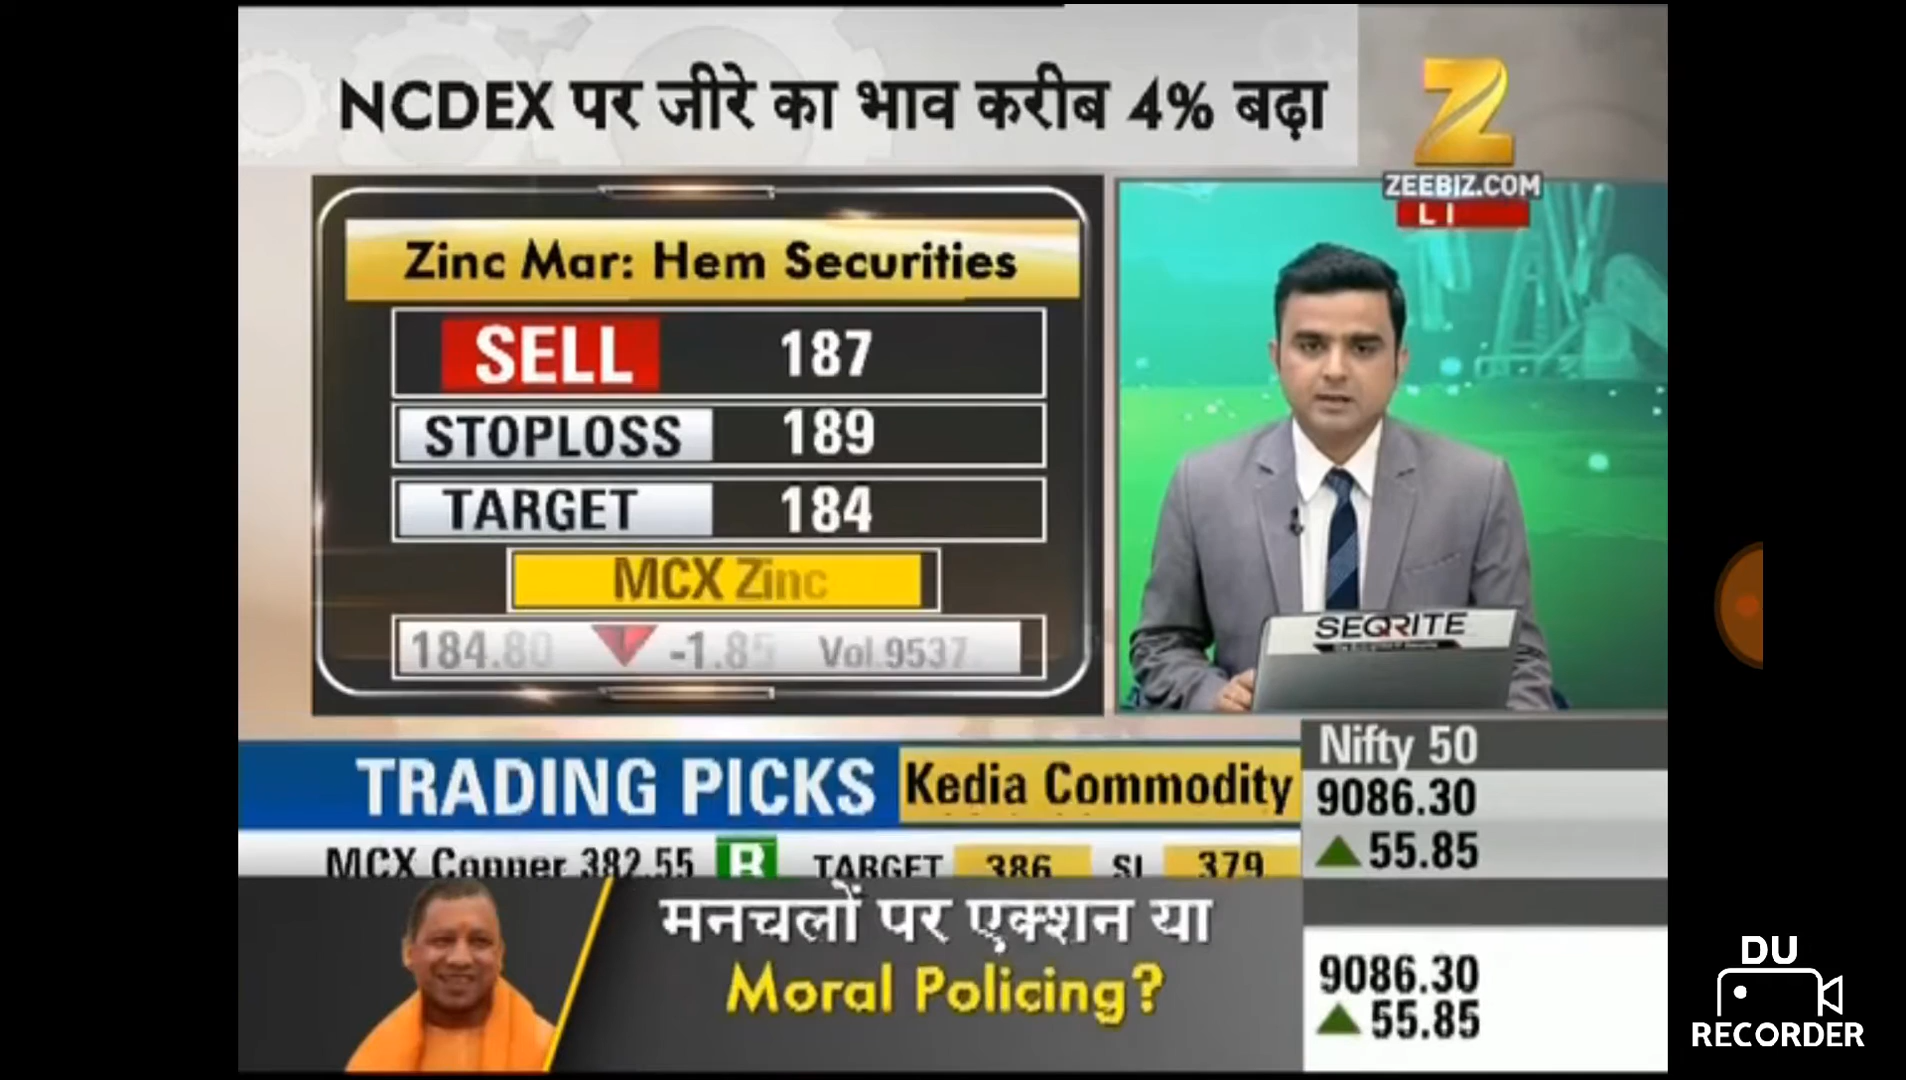 NCDEX पर जीरे का भाव करीब 4% बढ़ा
ZEEBIZ.COM
L I
Zinc Mar: Hem Securities
SELL 187
STOPLOSS 189
TARGET 184
MCX Zinc
184.80 -1.85 Vol.9537
SEQRITE
TRADING PICKS Kedia Commodity
MCX Copper 382.55 B TARGET 386 SL 379
Nifty 50
9086.30
55.85
मनचलों पर एक्शन या
Moral Policing?
9086.30
55.85
DU
RECORDER